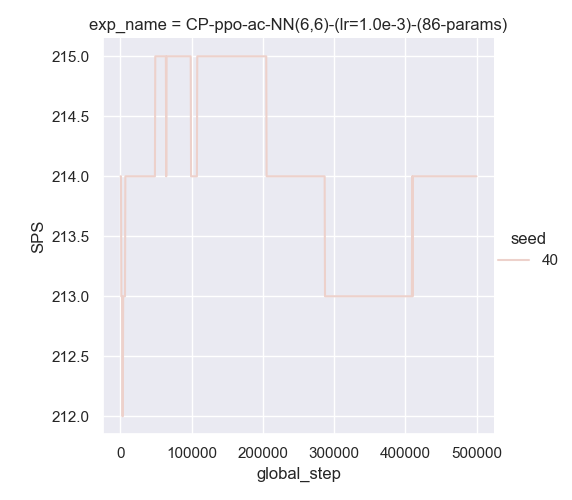 exp_name = CP-ppo-ac-NN(6,6)-(lr=1.0e-3)-(86-params)
215.0
214.5
214.0
213.5
213.0
212.5
212.0
SPS
0 100000 200000 300000 400000 500000
global_step
seed
40